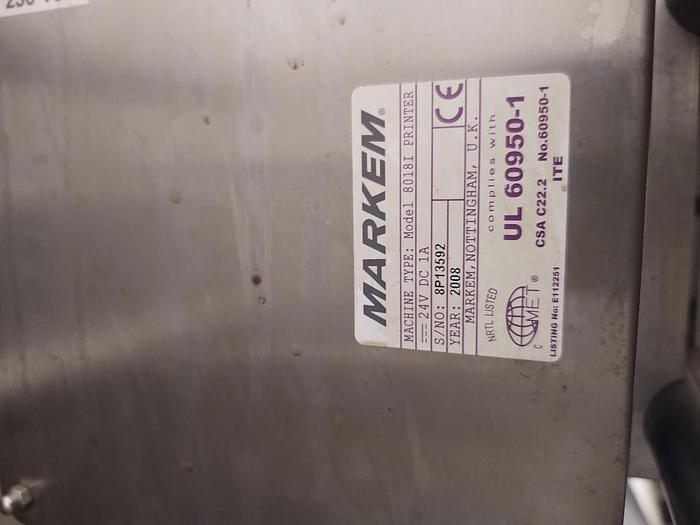 MARKEM®
MACHINE TYPE: Model 8018I PRINTER
24V DC 1A
S/NO: 8P13592
YEAR: 2008
CE
MARKEM, NOTTINGHAM, U.K.
NRTL LISTED
C MET ®
LISTING No: E112251
complies with
UL 60950-1
CSA C22.2 No.60950-1
ITE